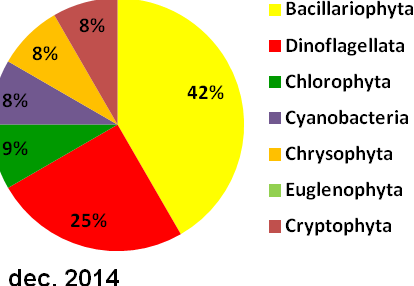 8%
8%
8%
9%
25%
42%
Bacillariophyta
Dinoflagellata
Chlorophyta
Cyanobacteria
Chrysophyta
Euglenophyta
Cryptophyta
dec. 2014